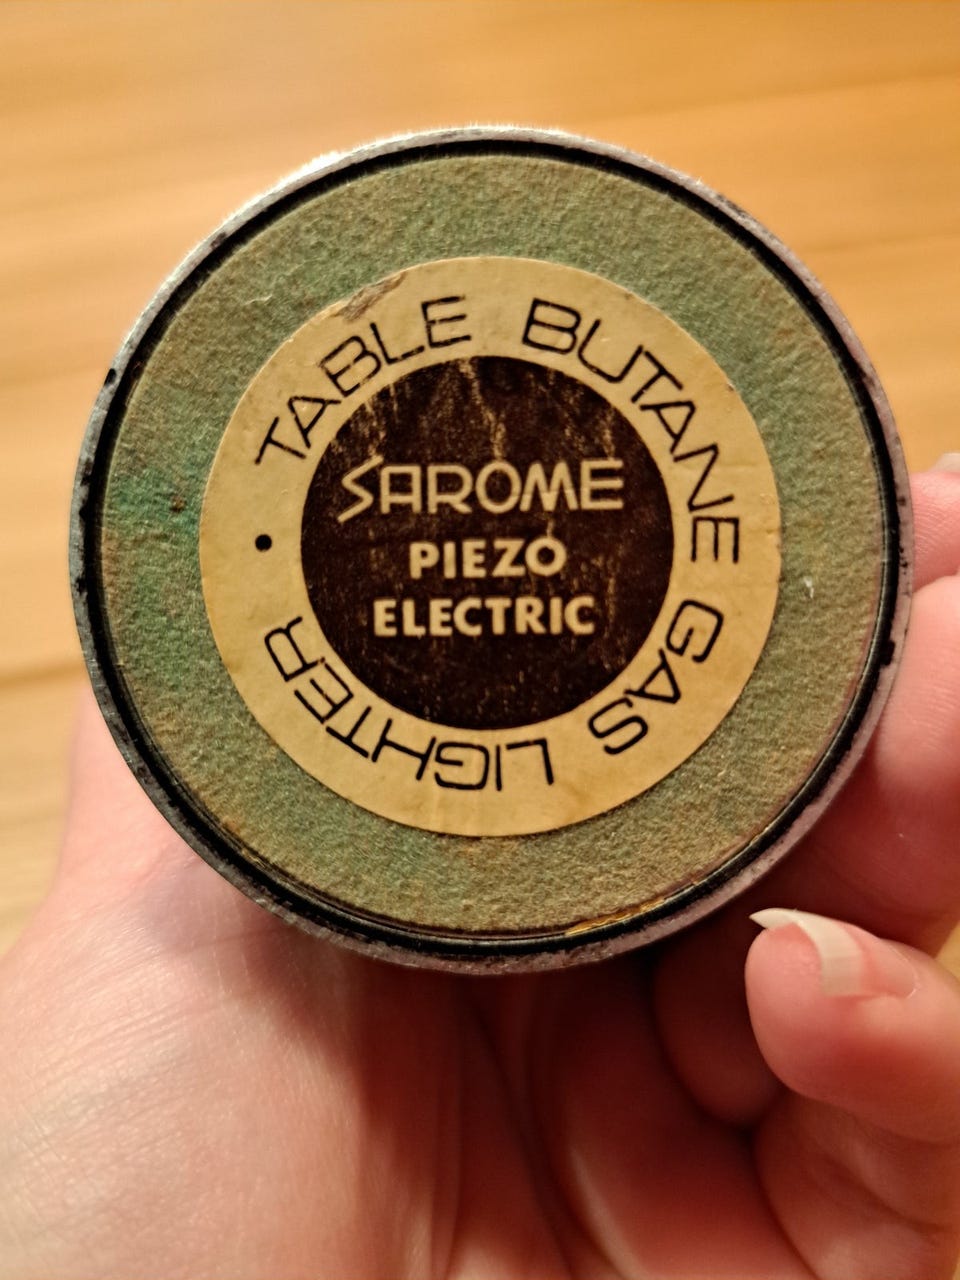 TABLE BUTANE GAS LIGHTER •
SAROME
PIEZO
ELECTRIC